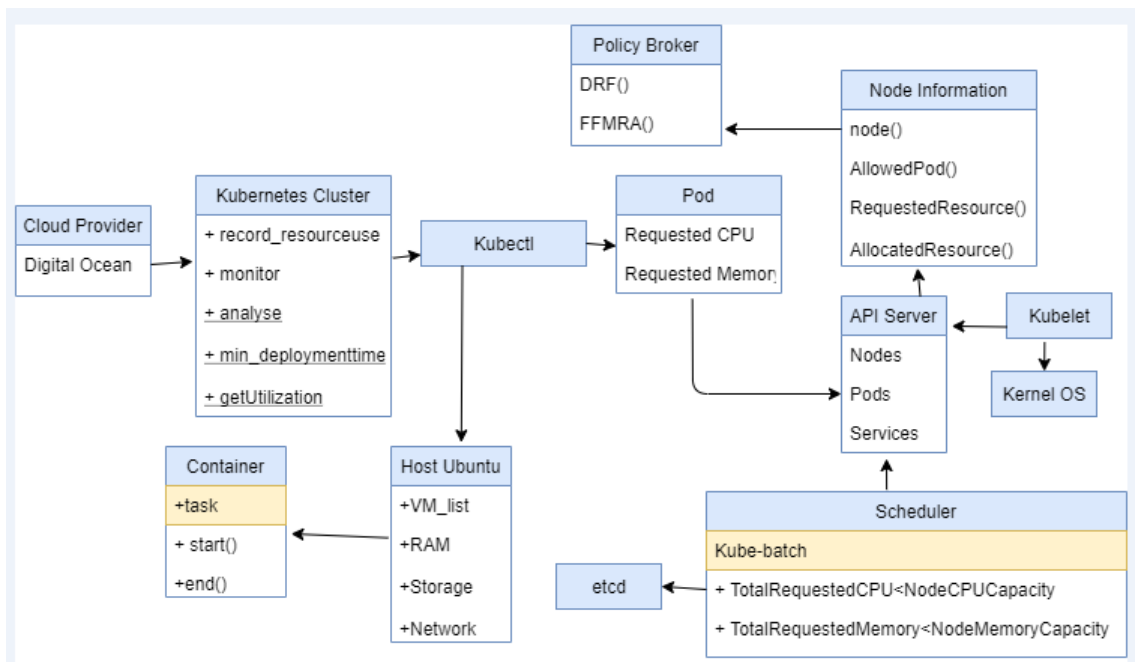 Policy Broker
DRF()
FFMRA()
Node Information
node()
AllowedPod()
RequestedResource()
AllocatedResource()
Cloud Provider
Digital Ocean
Kubernetes Cluster
+ record_resourceuse
+ monitor
+ analyse
+ min_deploymenttime
+ getUtilization
Kubectl
Pod
Requested CPU
Requested Memory
API Server
Nodes
Pods
Services
Kubelet
Kernel OS
Container
+task
+ start()
+end()
Host Ubuntu
+VM_list
+RAM
+Storage
+Network
etcd
Scheduler
Kube-batch
+ TotalRequestedCPU<NodeCPUCapacity
+ TotalRequestedMemory<NodeMemoryCapacity